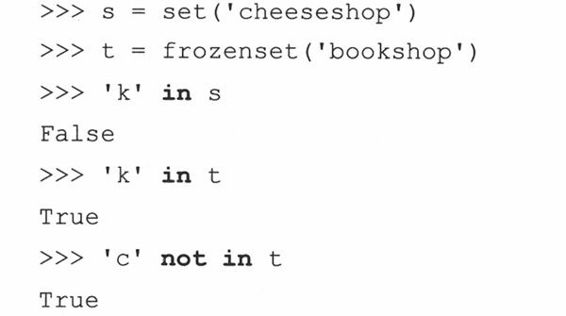 >>> s = set('cheeseshop')
>>> t = frozenset('bookshop')
>>> 'k' in s
False
>>> 'k' in t
True
>>> 'c' not in t
True